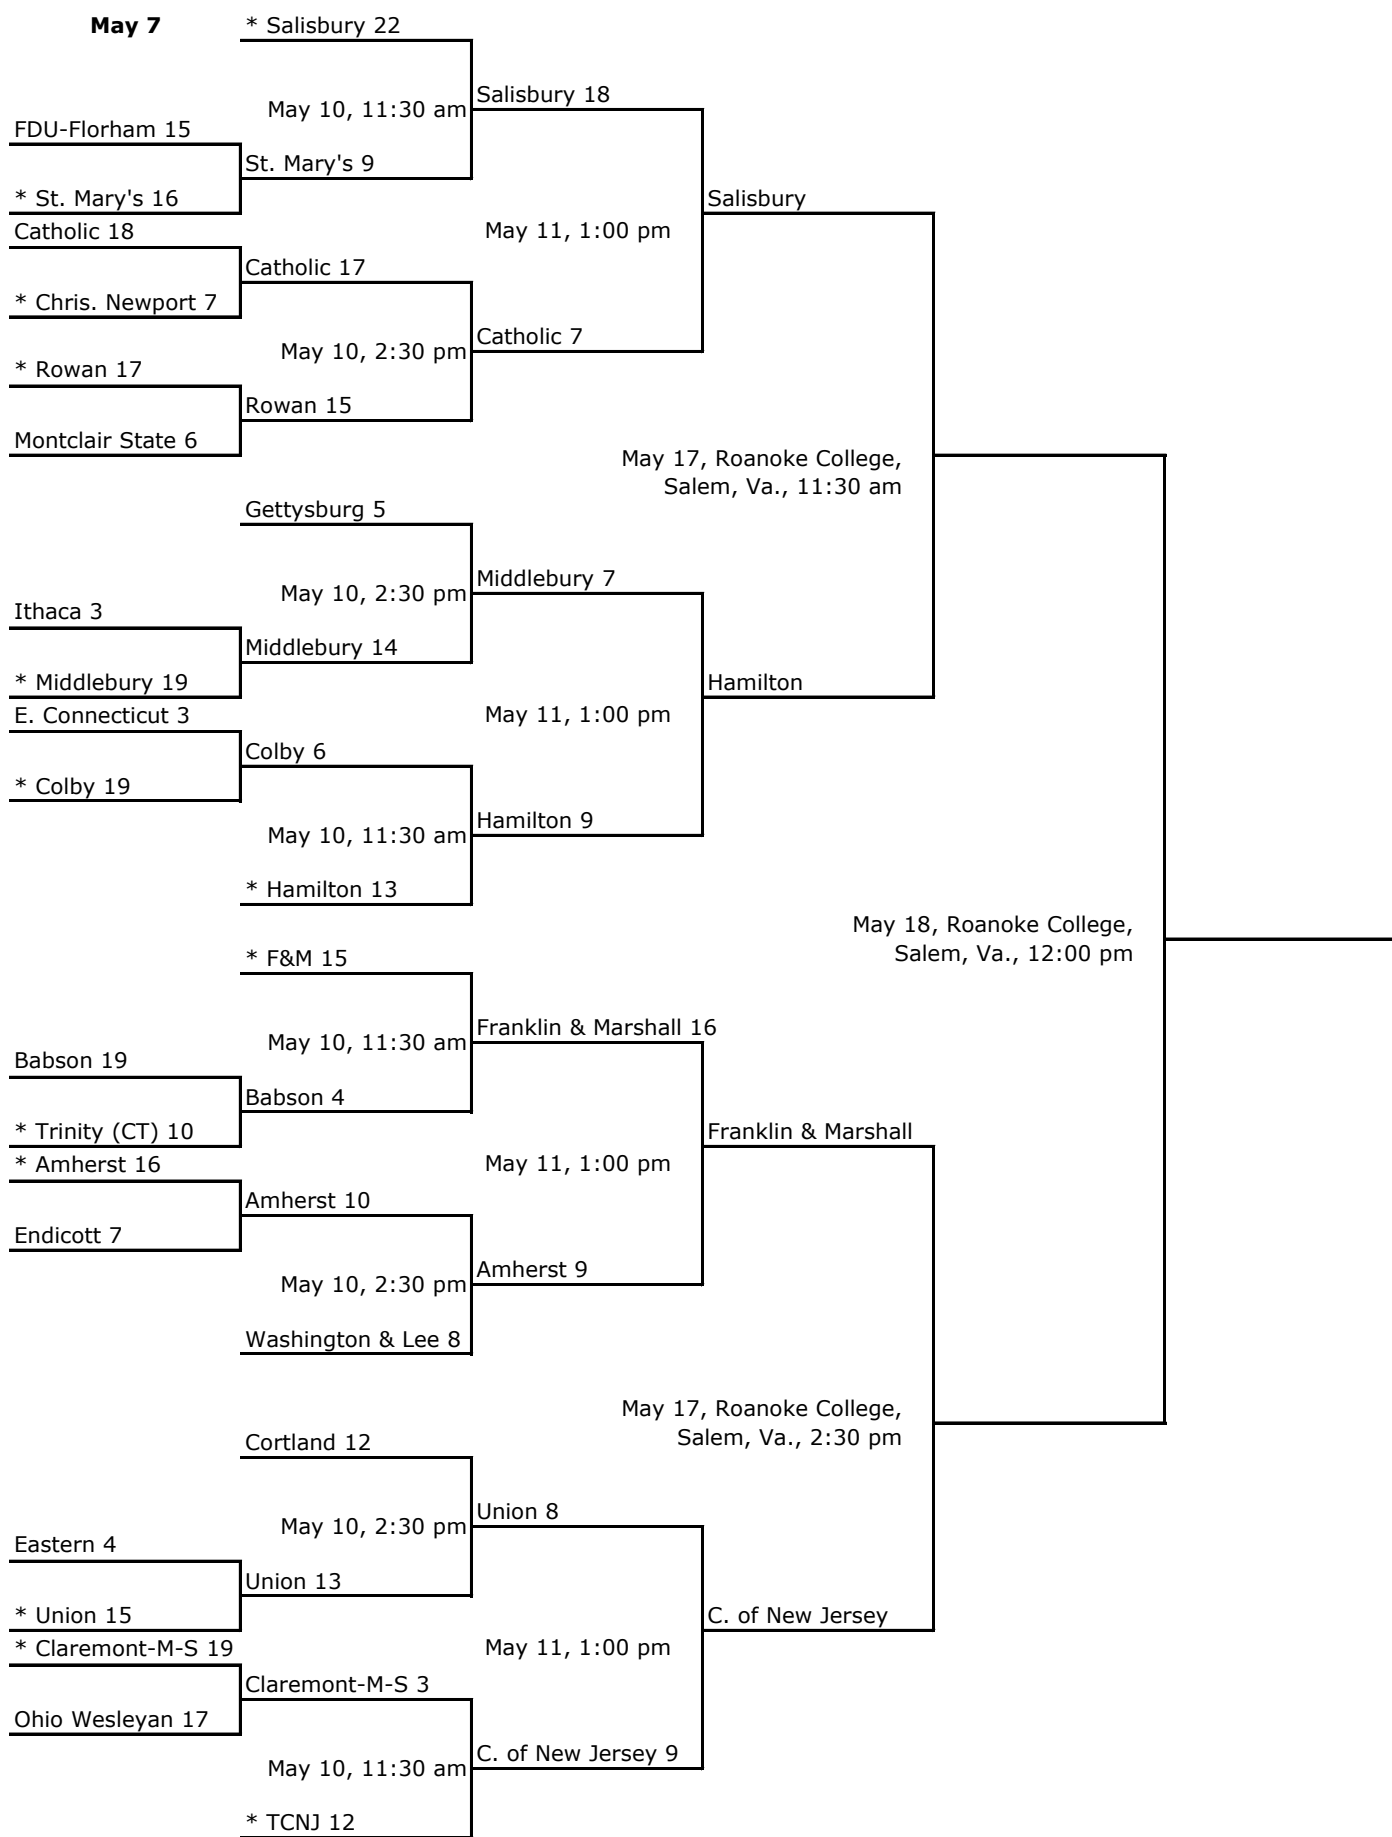 May 7
* Salisbury 22
Salisbury 18
May 10, 11:30 am
FDU-Florham 15
St. Mary's 9
* St. Mary's 16
Salisbury
Catholic 18
May 11, 1:00 pm
Catholic 17
* Chris. Newport 7
Catholic 7
May 10, 2:30 pm
* Rowan 17
Rowan 15
Montclair State 6
May 17, Roanoke College,
Salem, Va., 11:30 am
Gettysburg 5
Middlebury 7
May 10, 2:30 pm
Ithaca 3
Middlebury 14
* Middlebury 19
Hamilton
E. Connecticut 3
May 11, 1:00 pm
Colby 6
* Colby 19
Hamilton 9
May 10, 11:30 am
* Hamilton 13
May 18, Roanoke College,
Salem, Va., 12:00 pm
* F&M 15
Franklin & Marshall 16
May 10, 11:30 am
Babson 19
Babson 4
* Trinity (CT) 10
Franklin & Marshall
* Amherst 16
May 11, 1:00 pm
Amherst 10
Endicott 7
Amherst 9
May 10, 2:30 pm
Washington & Lee 8
May 17, Roanoke College,
Salem, Va., 2:30 pm
Cortland 12
Union 8
May 10, 2:30 pm
Eastern 4
Union 13
* Union 15
C. of New Jersey
* Claremont-M-S 19
May 11, 1:00 pm
Claremont-M-S 3
Ohio Wesleyan 17
C. of New Jersey 9
May 10, 11:30 am
* TCNJ 12